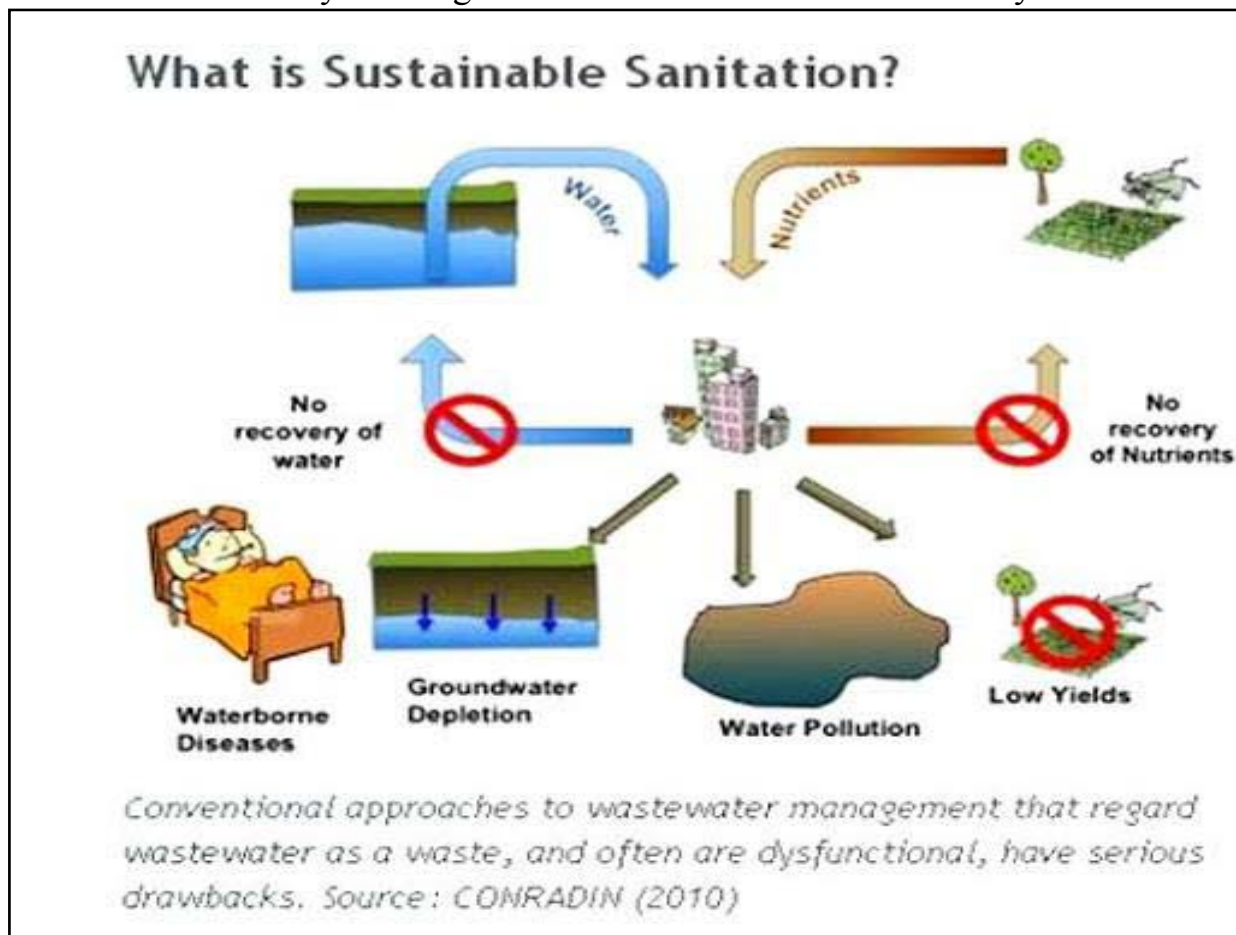 What is Sustainable Sanitation?
Water
Nutrients
No
recovery of
water
No
recovery
of Nutrients
Waterborne
Diseases
Groundwater
Depletion
Water Pollution
Low Yields
Conventional approaches to wastewater management that regard
wastewater as a waste, and often are dysfunctional, have serious
drawbacks. Source: CONRADIN (2010)